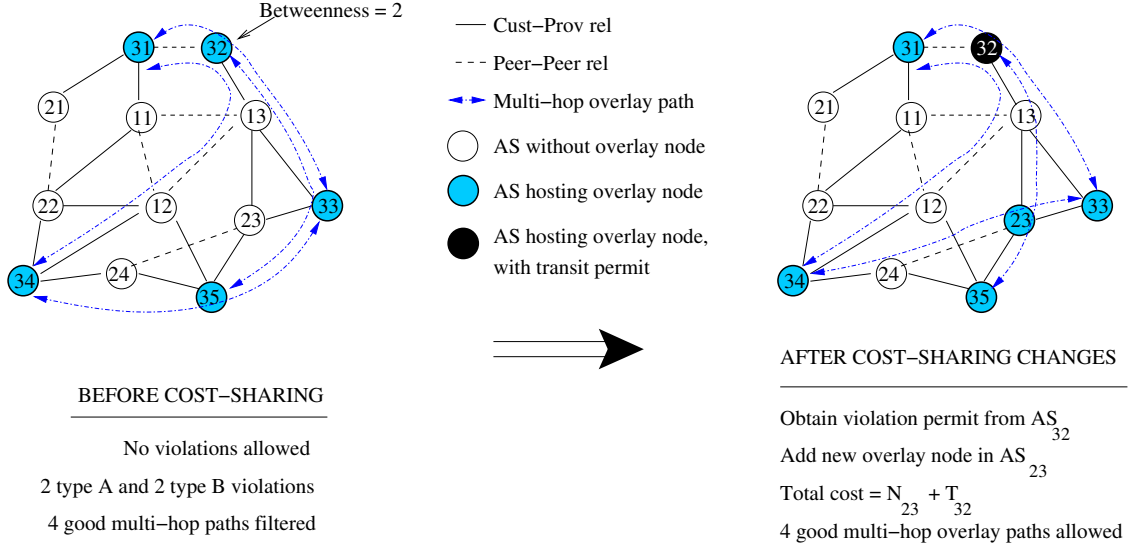 Betweenness = 2
31
32
21
11
13
22
12
23
33
34
24
35
Cust−Prov rel
Peer−Peer rel
Multi−hop overlay path
AS without overlay node
AS hosting overlay node
AS hosting overlay node,
with transit permit
31
32
21
11
13
22
12
23
33
34
24
35
BEFORE COST−SHARING
No violations allowed
2 type A and 2 type B violations
4 good multi−hop paths filtered
AFTER COST−SHARING CHANGES
Obtain violation permit from AS32
Add new overlay node in AS23
Total cost = N23 + T32
4 good multi−hop overlay paths allowed